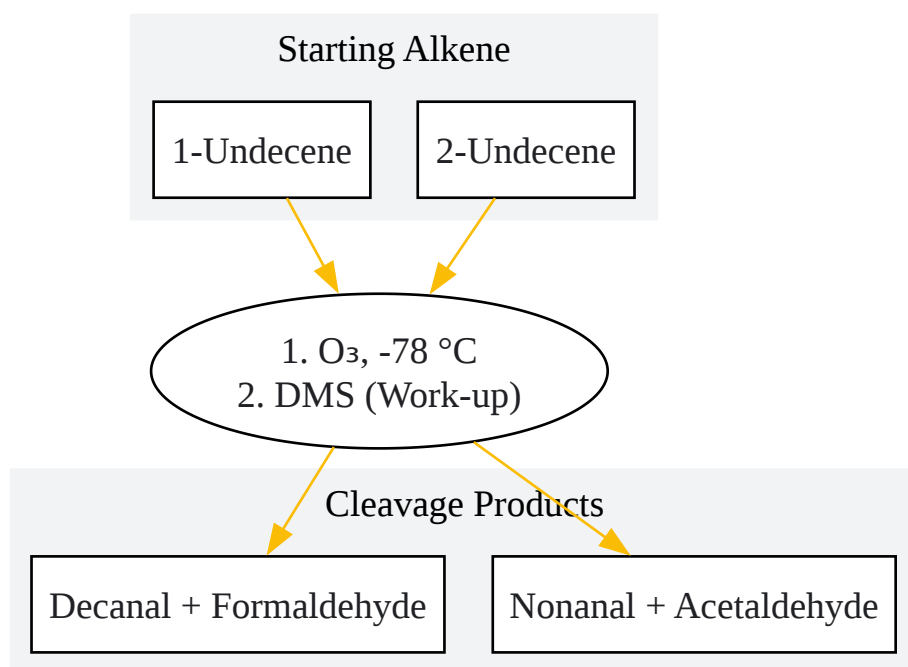 Starting Alkene
1-Undecene
2-Undecene
1. O₃, -78 °C
2. DMS (Work-up)
Cleavage Products
Decanal + Formaldehyde
Nonanal + Acetaldehyde